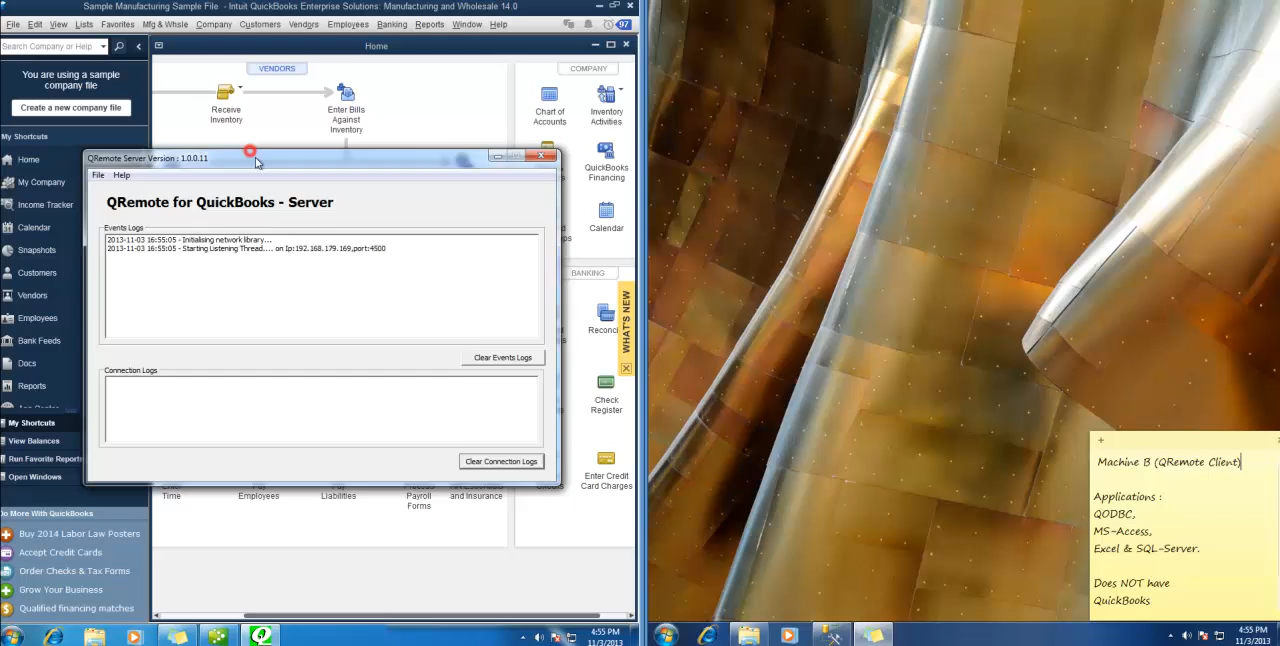 Sample Manufacturing Sample File - Intuit QuickBooks Enterprise Solutions: Manufacturing and Wholesale 14.0
File Edit View Lists Favorites Mfg & Whsle Company Customers Vendors Employees Banking Reports Window Help
97
Search Company or Help
Home
You are using a sample
company file
Create a new company file
My Shortcuts
Home
My Company
Income Tracker
Calendar
Snapshots
Customers
Vendors
Employees
Bank Feeds
Docs
Reports
My Shortcuts
View Balances
Run Favorite Reports
Open Windows
Do More With QuickBooks
Buy 2014 Labor Law Posters
Accept Credit Cards
Order Checks & Tax Forms
Grow Your Business
Qualified financing matches
VENDORS
Receive
Inventory
Enter Bills
Against
Inventory
COMPANY
Chart of
Accounts
Inventory
Activities
QuickBooks
Financing
Calendar
BANKING
Reconci
Check
Register
Enter Credit
Card Charges
WHAT'S NEW
QRemote Server Version : 1.0.0.11
File Help
QRemote for QuickBooks - Server
Events Logs
2013-11-03 16:55:05 - Initialising network library...
2013-11-03 16:55:05 - Starting Listening Thread.... on Ip:192.168.179.169,port:4500
Clear Events Logs
Connection Logs
Clear Connection Logs
Time
Employees
Liabilities
Payroll
Forms
and Insurance
4:55 PM
11/3/2013
Machine B (QRemote Client)
Applications :
QODBC,
MS-Access,
Excel & SQL-Server.
Does NOT have
QuickBooks
4:55 PM
11/3/2013